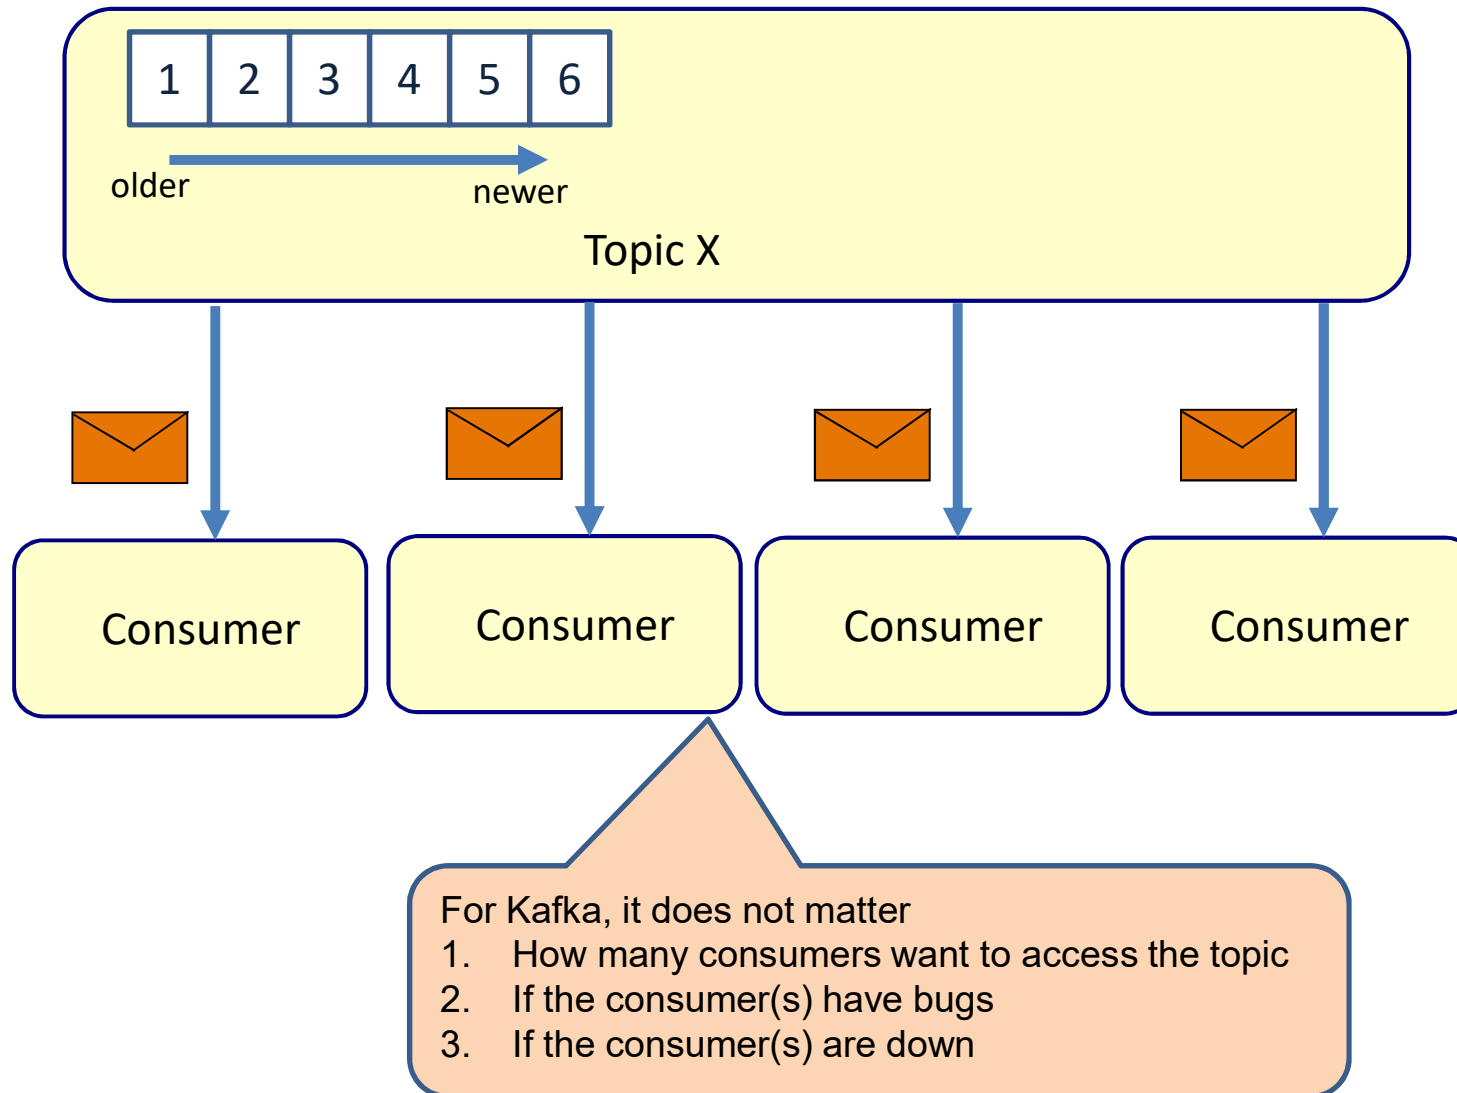 1 2 3 4 5 6
older
newer
Topic X
Consumer Consumer Consumer Consumer
For Kafka, it does not matter
1. How many consumers want to access the topic
2. If the consumer(s) have bugs
3. If the consumer(s) are down